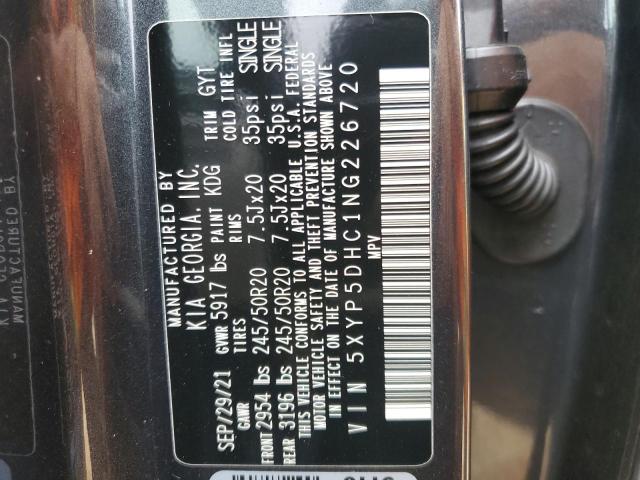 MANUFACTURED BY
KIA GEORGIA, INC.
SEP/29/21 GVWR 5917 lbs PAINT KDG TRIM GYT
GAWR TIRES RIMS COLD TIRE INFL
FRONT 2954 lbs 245/50R20 7.5Jx20 35psi SINGLE
REAR 3196 lbs 245/50R20 7.5Jx20 35psi SINGLE
THIS VEHICLE CONFORMS TO ALL APPLICABLE U.S.A. FEDERAL
MOTOR VEHICLE SAFETY AND THEFT PREVENTION STANDARDS
IN EFFECT ON THE DATE OF MANUFACTURE SHOWN ABOVE
VIN 5XYP5DHC1NG226720
MPV
MANUFACTURED BY